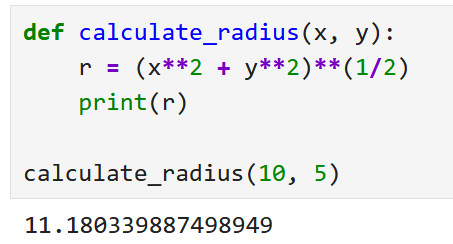 def calculate_radius(x, y):
    r = (x**2 + y**2)**(1/2)
    print(r)
calculate_radius(10, 5)
11.180339887498949